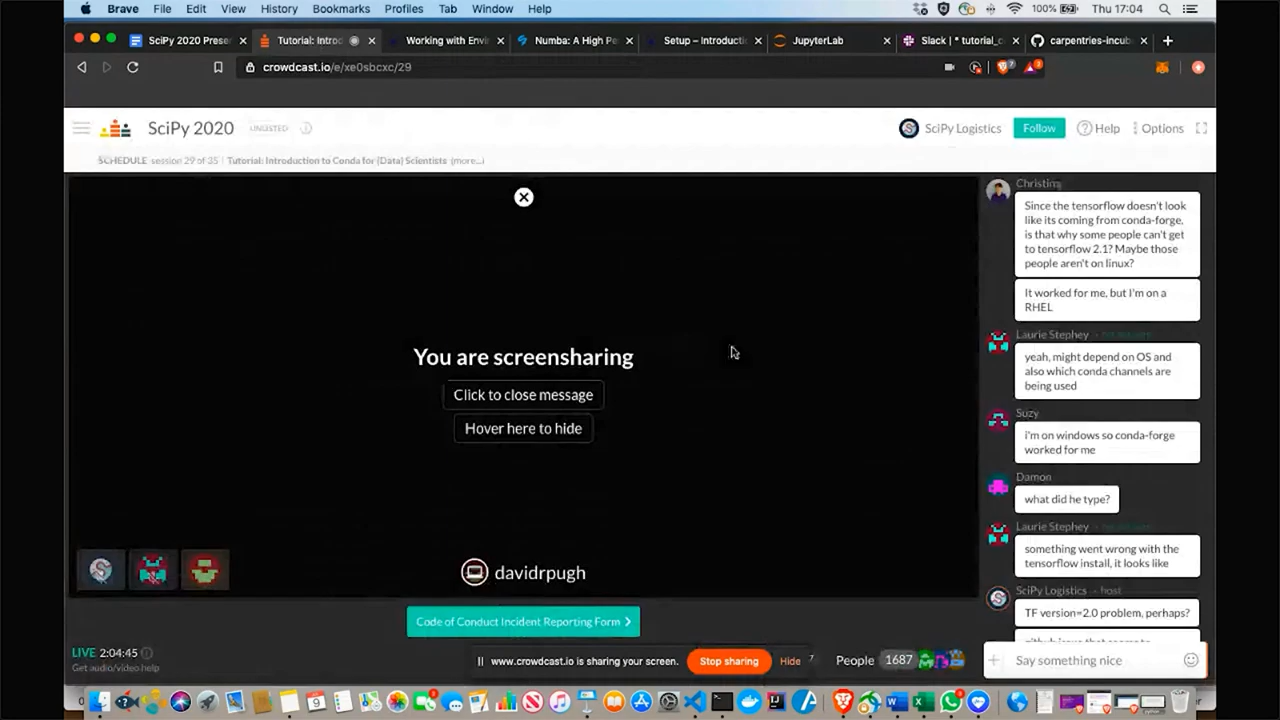 Brave File Edit View History Bookmarks Profiles Tab Window Help 100% Thu 17:04
SciPy 2020 Prese Tutorial: Introd Working with Envi Numba: A High Pe Setup – Introductio JupyterLab Slack | * tutorial_c carpentries-incub
crowdcast.io/e/xe0sbcxc/29
SciPy 2020 UNLISTED SciPy Logistics Follow Help Options
SCHEDULE session 29 of 35 Tutorial: Introduction to Conda for (Data) Scientists (more...)
You are screensharing
Click to close message
Hover here to hide
davidrpugh
Code of Conduct Incident Reporting Form
LIVE 2:04:45
Get audio/video help
www.crowdcast.io is sharing your screen. Stop sharing Hide
People 1687
Christina
Since the tensorflow doesn't look
like its coming from conda-forge,
is that why some people can't get
to tensorflow 2.1? Maybe those
people aren't on linux?
It worked for me, but I'm on a
RHEL
Laurie Stephey
yeah, might depend on OS and
also which conda channels are
being used
Suzy
i'm on windows so conda-forge
worked for me
Damon
what did he type?
Laurie Stephey
something went wrong with the
tensorflow install, it looks like
SciPy Logistics - host
TF version=2.0 problem, perhaps?
Say something nice